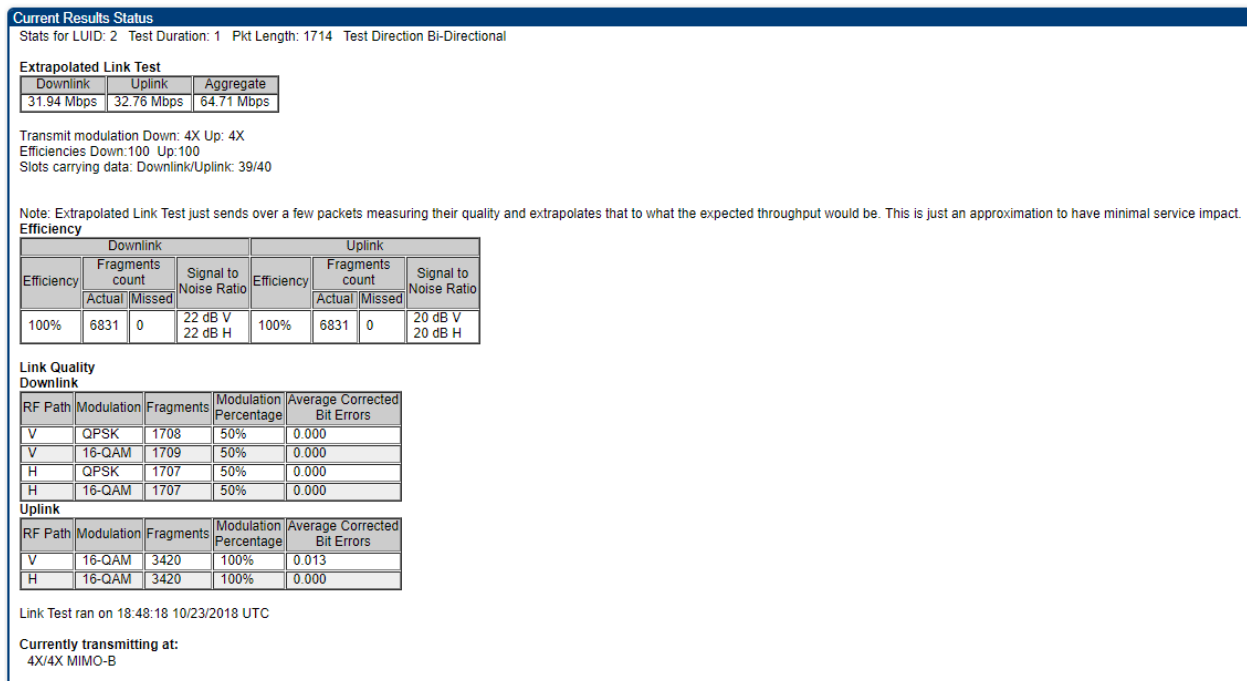 Current Results Status
Stats for LUID: 2 Test Duration: 1 Pkt Length: 1714 Test Direction Bi-Directional
Extrapolated Link Test
Downlink Uplink Aggregate
31.94 Mbps 32.76 Mbps 64.71 Mbps
Transmit modulation Down: 4X Up: 4X
Efficiencies Down:100 Up:100
Slots carrying data: Downlink/Uplink: 39/40
Note: Extrapolated Link Test just sends over a few packets measuring their quality and extrapolates that to what the expected throughput would be. This is just an approximation to have minimal service impact.
Efficiency
Downlink Uplink
Efficiency Fragments count Signal to Noise Ratio Efficiency Fragments count Signal to Noise Ratio
Actual Missed Actual Missed
100% 6831 0 22 dB V 100% 6831 0 20 dB V
22 dB H 20 dB H
Link Quality
Downlink
RF Path Modulation Fragments Modulation Percentage Average Corrected Bit Errors
V QPSK 1708 50% 0.000
V 16-QAM 1709 50% 0.000
H QPSK 1707 50% 0.000
H 16-QAM 1707 50% 0.000
Uplink
RF Path Modulation Fragments Modulation Percentage Average Corrected Bit Errors
V 16-QAM 3420 100% 0.013
H 16-QAM 3420 100% 0.000
Link Test ran on 18:48:18 10/23/2018 UTC
Currently transmitting at:
4X/4X MIMO-B